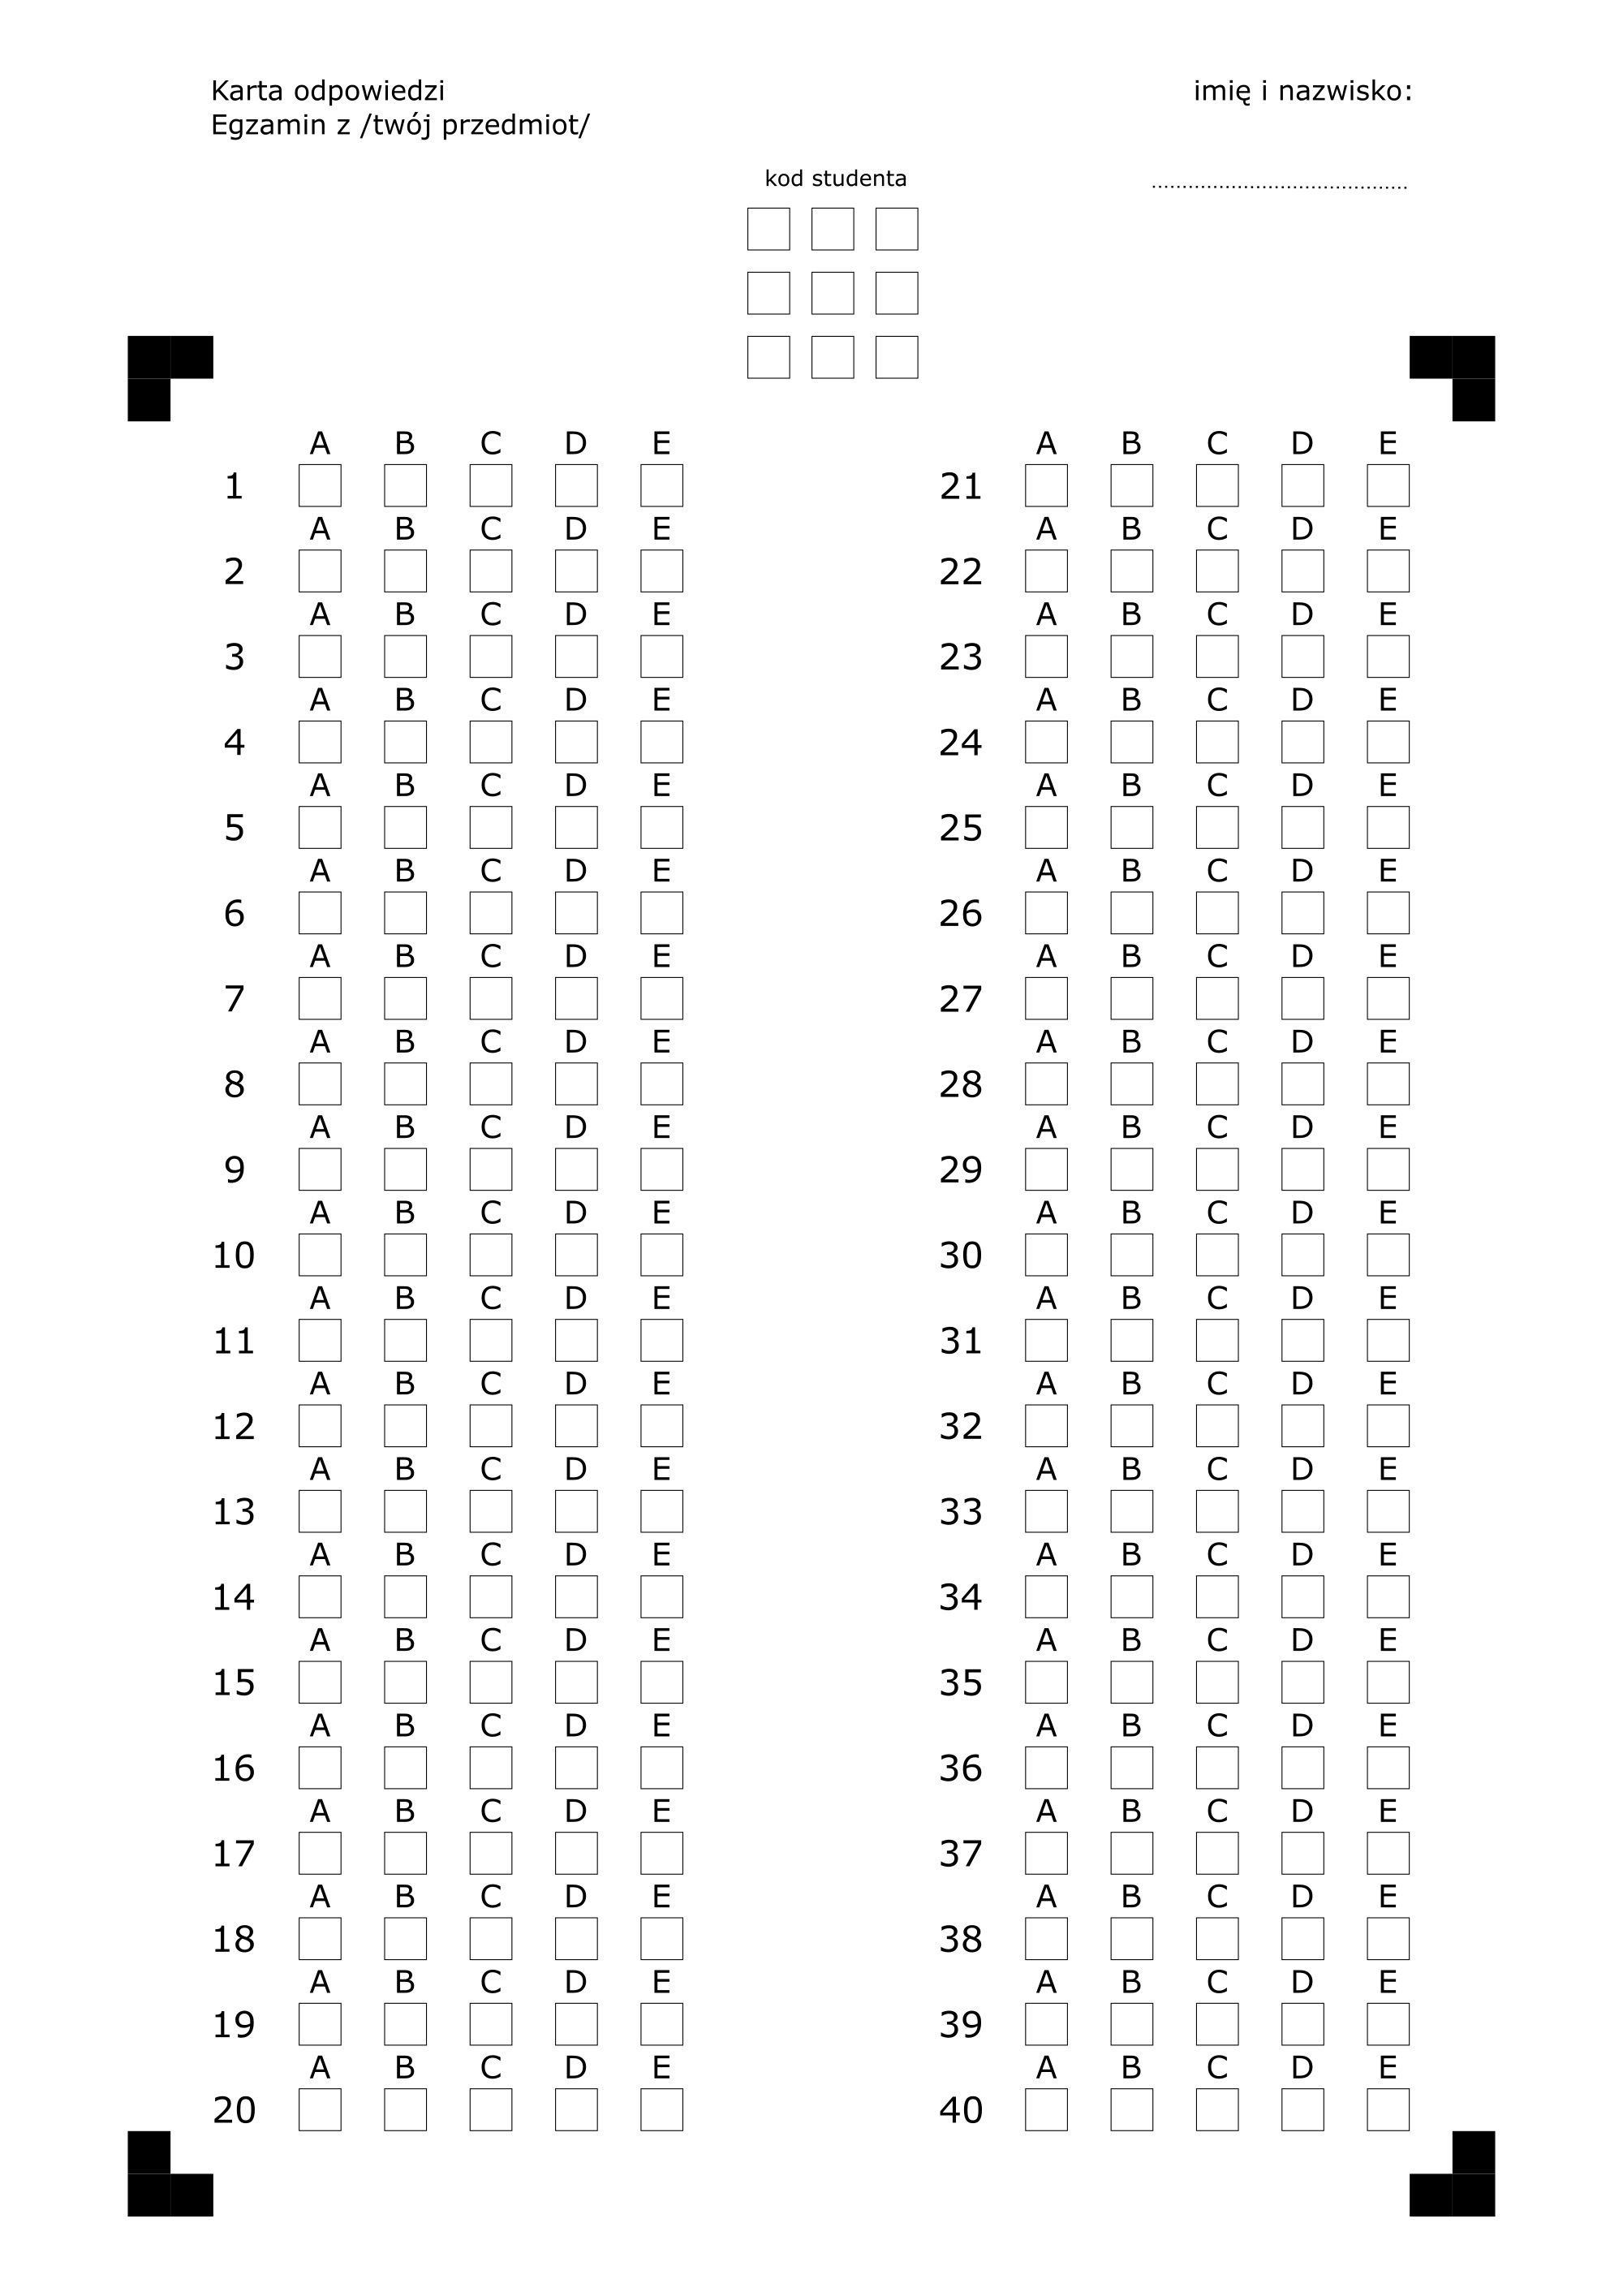 Karta odpowiedzi
Egzamin z /twój przedmiot/
imię i nazwisko:
kod studenta
........................................
A B C D E
1
A B C D E
2
A B C D E
3
A B C D E
4
A B C D E
5
A B C D E
6
A B C D E
7
A B C D E
8
A B C D E
9
A B C D E
10
A B C D E
11
A B C D E
12
A B C D E
13
A B C D E
14
A B C D E
15
A B C D E
16
A B C D E
17
A B C D E
18
A B C D E
19
A B C D E
20
A B C D E
21
A B C D E
22
A B C D E
23
A B C D E
24
A B C D E
25
A B C D E
26
A B C D E
27
A B C D E
28
A B C D E
29
A B C D E
30
A B C D E
31
A B C D E
32
A B C D E
33
A B C D E
34
A B C D E
35
A B C D E
36
A B C D E
37
A B C D E
38
A B C D E
39
A B C D E
40